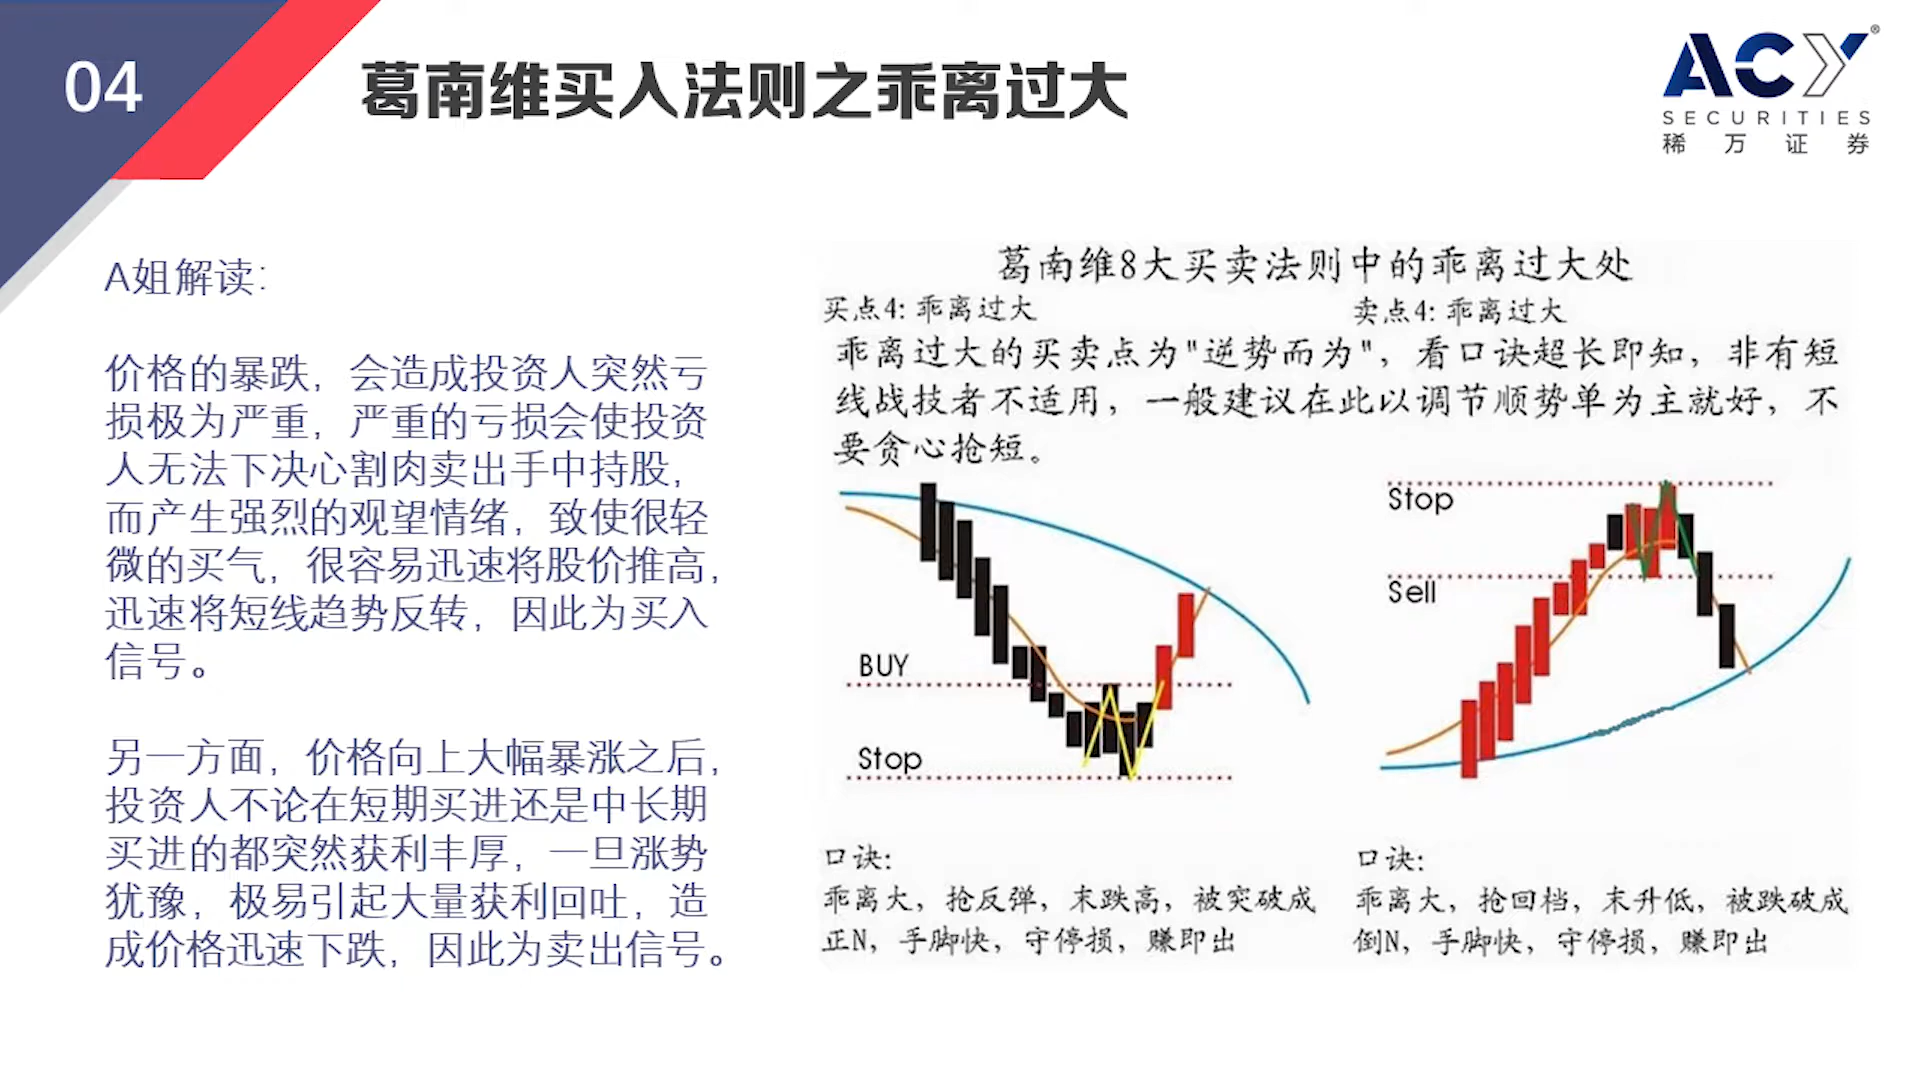 04
葛南维买入法则之乖离过大
ACY
SECURITIES
稀万证券
A姐解读：
价格的暴跌，会造成投资人突然亏
损极为严重，严重的亏损会使投资
人无法下决心割肉卖出手中持股，
而产生强烈的观望情绪，致使很轻
微的买气，很容易迅速将股价推高，
迅速将短线趋势反转，因此为买入
信号。
另一方面，价格向上大幅暴涨之后，
投资人不论在短期买进还是中长期
买进的都突然获利丰厚，一旦涨势
犹豫，极易引起大量获利回吐，造
成价格迅速下跌，因此为卖出信号。
葛南维8大买卖法则中的乖离过大处
买点4: 乖离过大
卖点4: 乖离过大
乖离过大的买卖点为"逆势而为"，看口诀超长即知，非有短
线战技者不适用，一般建议在此以调节顺势单为主就好，不
要贪心抢短。
BUY
Stop
Stop
Sell
口诀:
乖离大，抢反弹，末跌高，被突破成
正N，手脚快，守停损，赚即出
口诀:
乖离大，抢回档，末升低，被跌破成
倒N，手脚快，守停损，赚即出